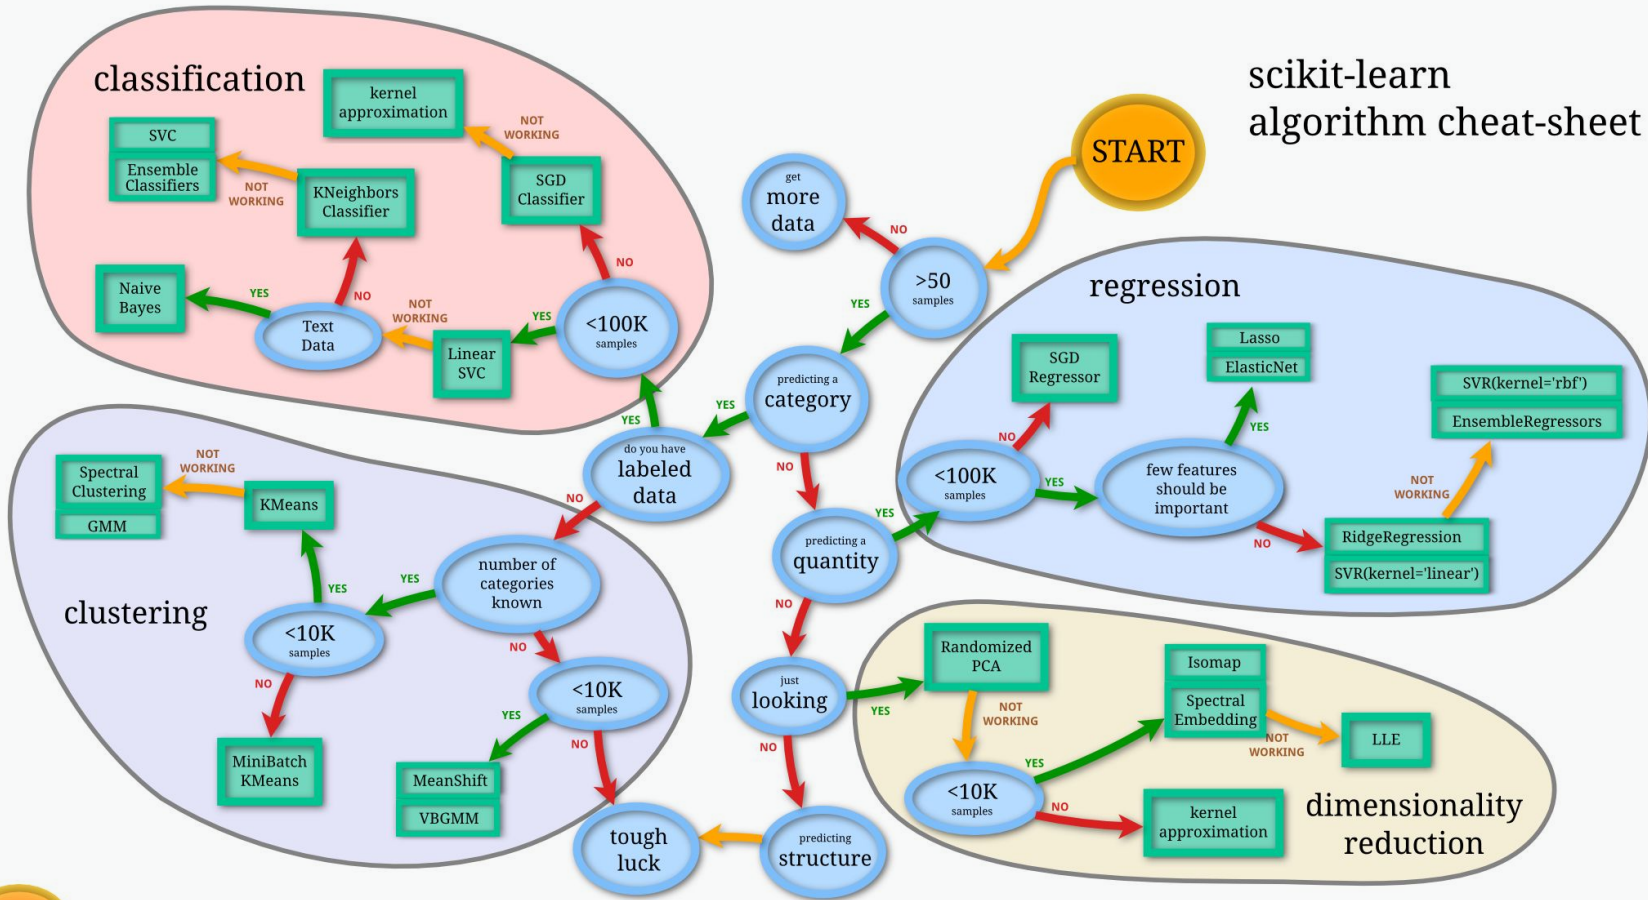 scikit-learn
algorithm cheat-sheet
START
classification
kernel
approximation
NOT
WORKING
SVC
Ensemble
Classifiers
NOT
WORKING
KNeighbors
Classifier
SGD
Classifier
NO
Naive
Bayes
YES
NO
Text
Data
NOT
WORKING
Linear
SVC
YES
<100K
samples
get
more
data
NO
>50
samples
YES
predicting a
category
YES
NO
YES
do you have
labeled
data
NO
predicting a
quantity
YES
NO
just
looking
YES
NO
predicting
structure
tough
luck
regression
SGD
Regressor
NO
Lasso
ElasticNet
YES
<100K
samples
YES
few features
should be
important
NO
SVR(kernel='rbf')
EnsembleRegressors
NOT
WORKING
RidgeRegression
SVR(kernel='linear')
clustering
Spectral
Clustering
GMM
NOT
WORKING
KMeans
YES
number of
categories
known
YES
NO
<10K
samples
NO
MiniBatch
KMeans
<10K
samples
YES
NO
MeanShift
VBGMM
Randomized
PCA
NOT
WORKING
<10K
samples
YES
NO
Isomap
Spectral
Embedding
NOT
WORKING
LLE
kernel
approximation
dimensionality
reduction